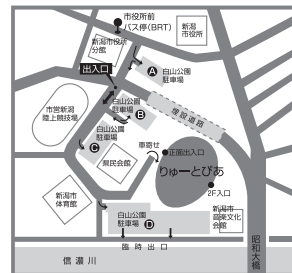 市役所前
バス停(BRT)
新潟市役所
分館
新潟
市役所
出入口
A
白山公園
駐車場
市営新潟
陸上競技場
白山公園
駐車場
B
建設道路
白山公園
駐車場
C
県民会館
車寄せ
正面出入口
りゅーとぴあ
2F入口
新潟市
体育館
白山公園
駐車場
D
新潟市
音楽文化
会館
臨時出口
信濃川
昭和大橋